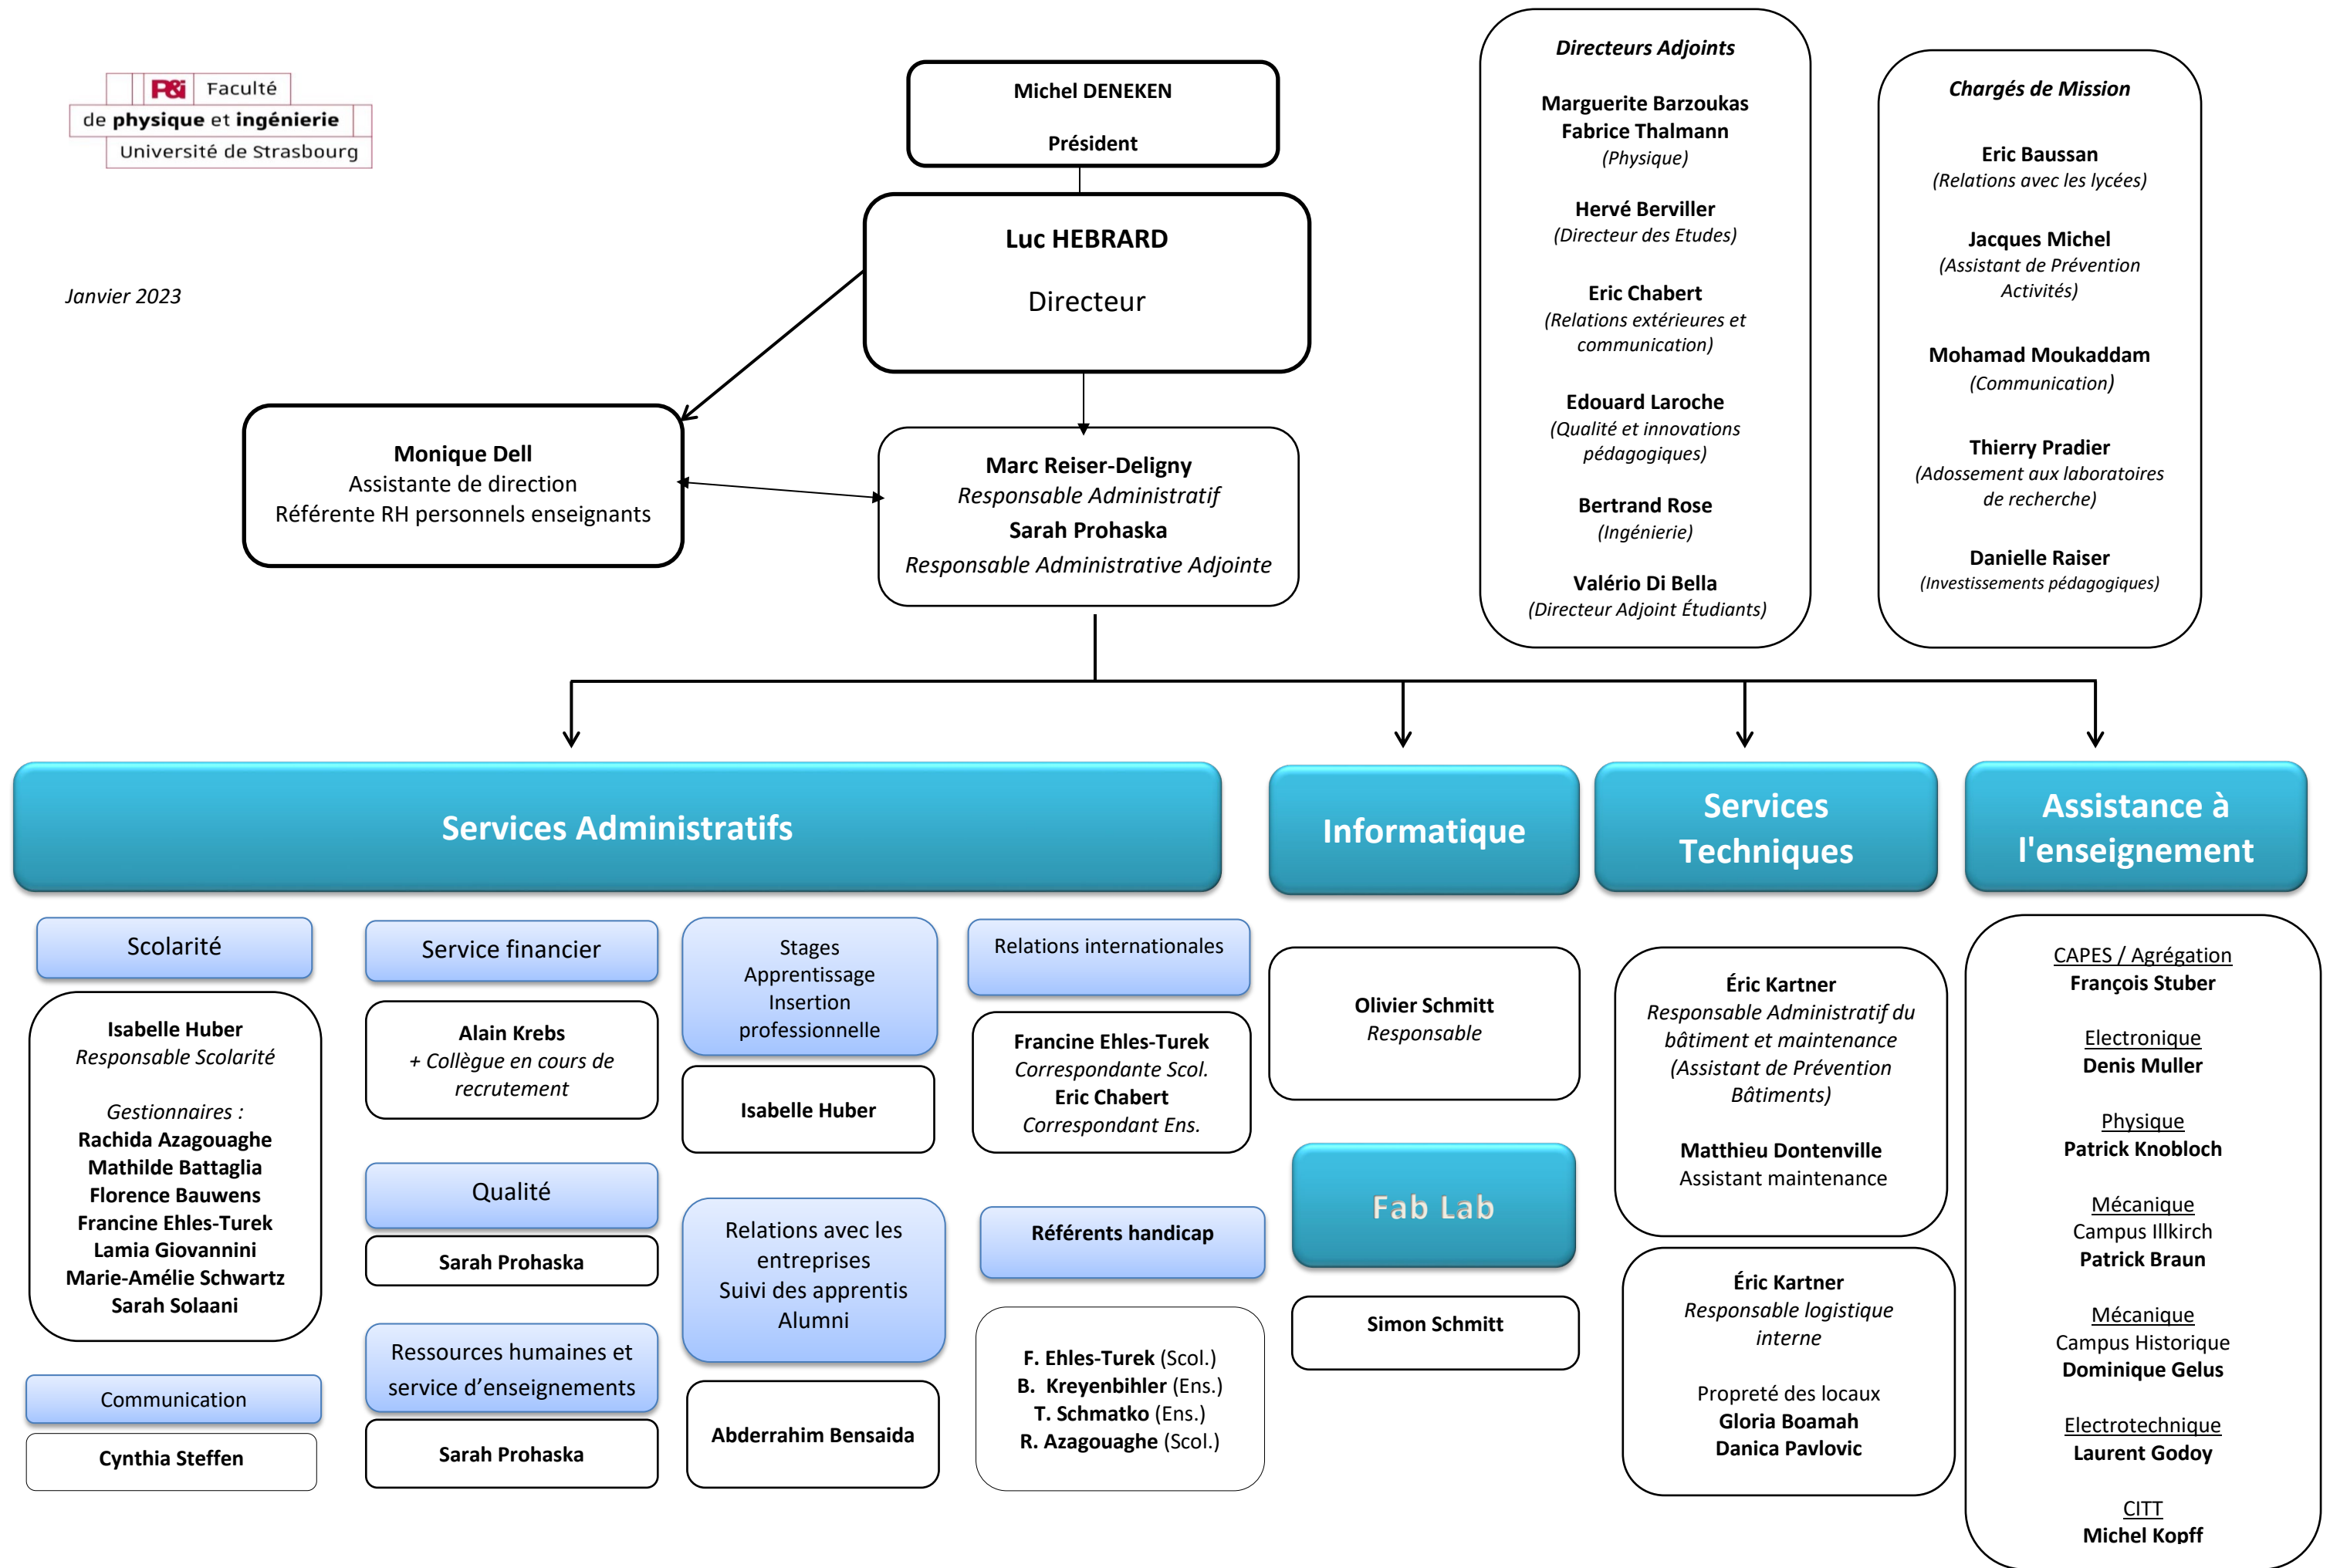 P&i Faculté
de physique et ingénierie
Université de Strasbourg
Janvier 2023
Michel DENEKEN
Président
Luc HEBRARD
Directeur
Monique Dell
Assistante de direction
Référente RH personnels enseignants
Marc Reiser-Deligny
Responsable Administratif
Sarah Prohaska
Responsable Administrative Adjointe
Directeurs Adjoints
Marguerite Barzoukas
Fabrice Thalmann
(Physique)
Hervé Berviller
(Directeur des Etudes)
Eric Chabert
(Relations extérieures et
communication)
Edouard Laroche
(Qualité et innovations
pédagogiques)
Bertrand Rose
(Ingénierie)
Valério Di Bella
(Directeur Adjoint Étudiants)
Chargés de Mission
Eric Baussan
(Relations avec les lycées)
Jacques Michel
(Assistant de Prévention
Activités)
Mohamad Moukaddam
(Communication)
Thierry Pradier
(Adossement aux laboratoires
de recherche)
Danielle Raiser
(Investissements pédagogiques)
Services Administratifs
Scolarité
Isabelle Huber
Responsable Scolarité
Gestionnaires :
Rachida Azagouaghe
Mathilde Battaglia
Florence Bauwens
Francine Ehles-Turek
Lamia Giovannini
Marie-Amélie Schwartz
Sarah Solaani
Communication
Cynthia Steffen
Service financier
Alain Krebs
+ Collègue en cours de
recrutement
Qualité
Sarah Prohaska
Ressources humaines et
service d’enseignements
Sarah Prohaska
Stages
Apprentissage
Insertion
professionnelle
Isabelle Huber
Relations avec les
entreprises
Suivi des apprentis
Alumni
Abderrahim Bensaida
Relations internationales
Francine Ehles-Turek
Correspondante Scol.
Eric Chabert
Correspondant Ens.
Référents handicap
F. Ehles-Turek (Scol.)
B. Kreyenbihler (Ens.)
T. Schmatko (Ens.)
R. Azagouaghe (Scol.)
Informatique
Olivier Schmitt
Responsable
Fab Lab
Simon Schmitt
Services
Techniques
Éric Kartner
Responsable Administratif du
bâtiment et maintenance
(Assistant de Prévention
Bâtiments)
Matthieu Dontenville
Assistant maintenance
Éric Kartner
Responsable logistique
interne
Propreté des locaux
Gloria Boamah
Danica Pavlovic
Assistance à
l'enseignement
CAPES / Agrégation
François Stuber
Electronique
Denis Muller
Physique
Patrick Knobloch
Mécanique
Campus Illkirch
Patrick Braun
Mécanique
Campus Historique
Dominique Gelus
Electrotechnique
Laurent Godoy
CITT
Michel Kopff